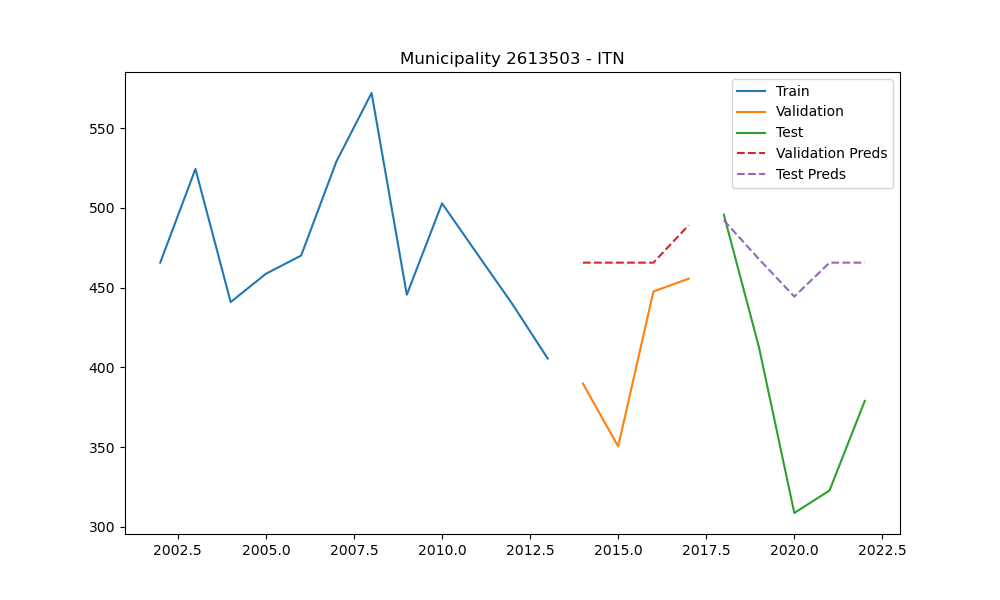 Municipality 2613503 - ITN
Train
Validation
Test
Validation Preds
Test Preds
550
500
450
400
350
300
2002.5 2005.0 2007.5 2010.0 2012.5 2015.0 2017.5 2020.0 2022.5